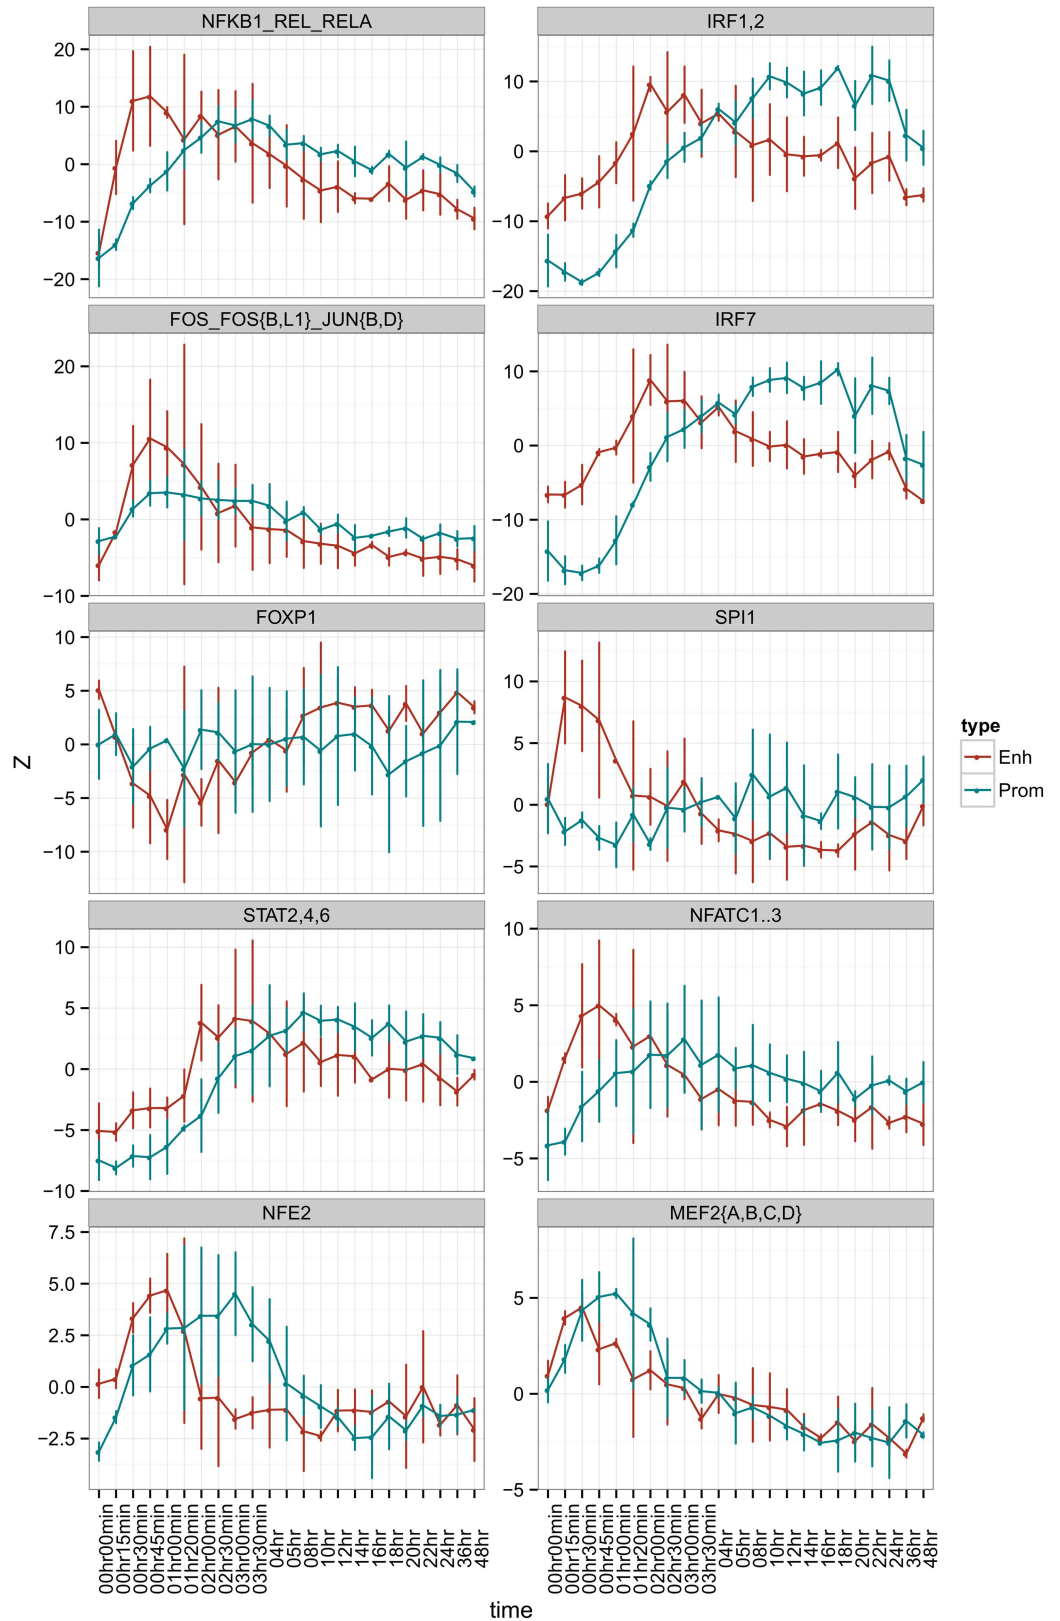 NFKB1_REL_RELA
IRF1,2
20
10
0
−10
−20
10
0
−10
−20
FOS_FOS{B,L1}_JUN{B,D}
IRF7
20
10
0
−10
10
0
−10
−20
FOXP1
SPI1
10
5
0
−5
−10
10
5
0
−5
Z
type
Enh
Prom
STAT2,4,6
NFATC1..3
10
5
0
−5
−10
10
5
0
−5
NFE2
MEF2{A,B,C,D}
7.5
5.0
2.5
0.0
−2.5
5
0
−5
00hr00min
00hr15min
00hr30min
00hr45min
01hr00min
01hr20min
02hr00min
02hr30min
03hr00min
03hr30min
04hr
05hr
08hr
10hr
12hr
14hr
16hr
18hr
20hr
22hr
24hr
36hr
48hr
00hr00min
00hr15min
00hr30min
00hr45min
01hr00min
01hr20min
02hr00min
02hr30min
03hr00min
03hr30min
04hr
05hr
08hr
10hr
12hr
14hr
16hr
18hr
20hr
22hr
24hr
36hr
48hr
time